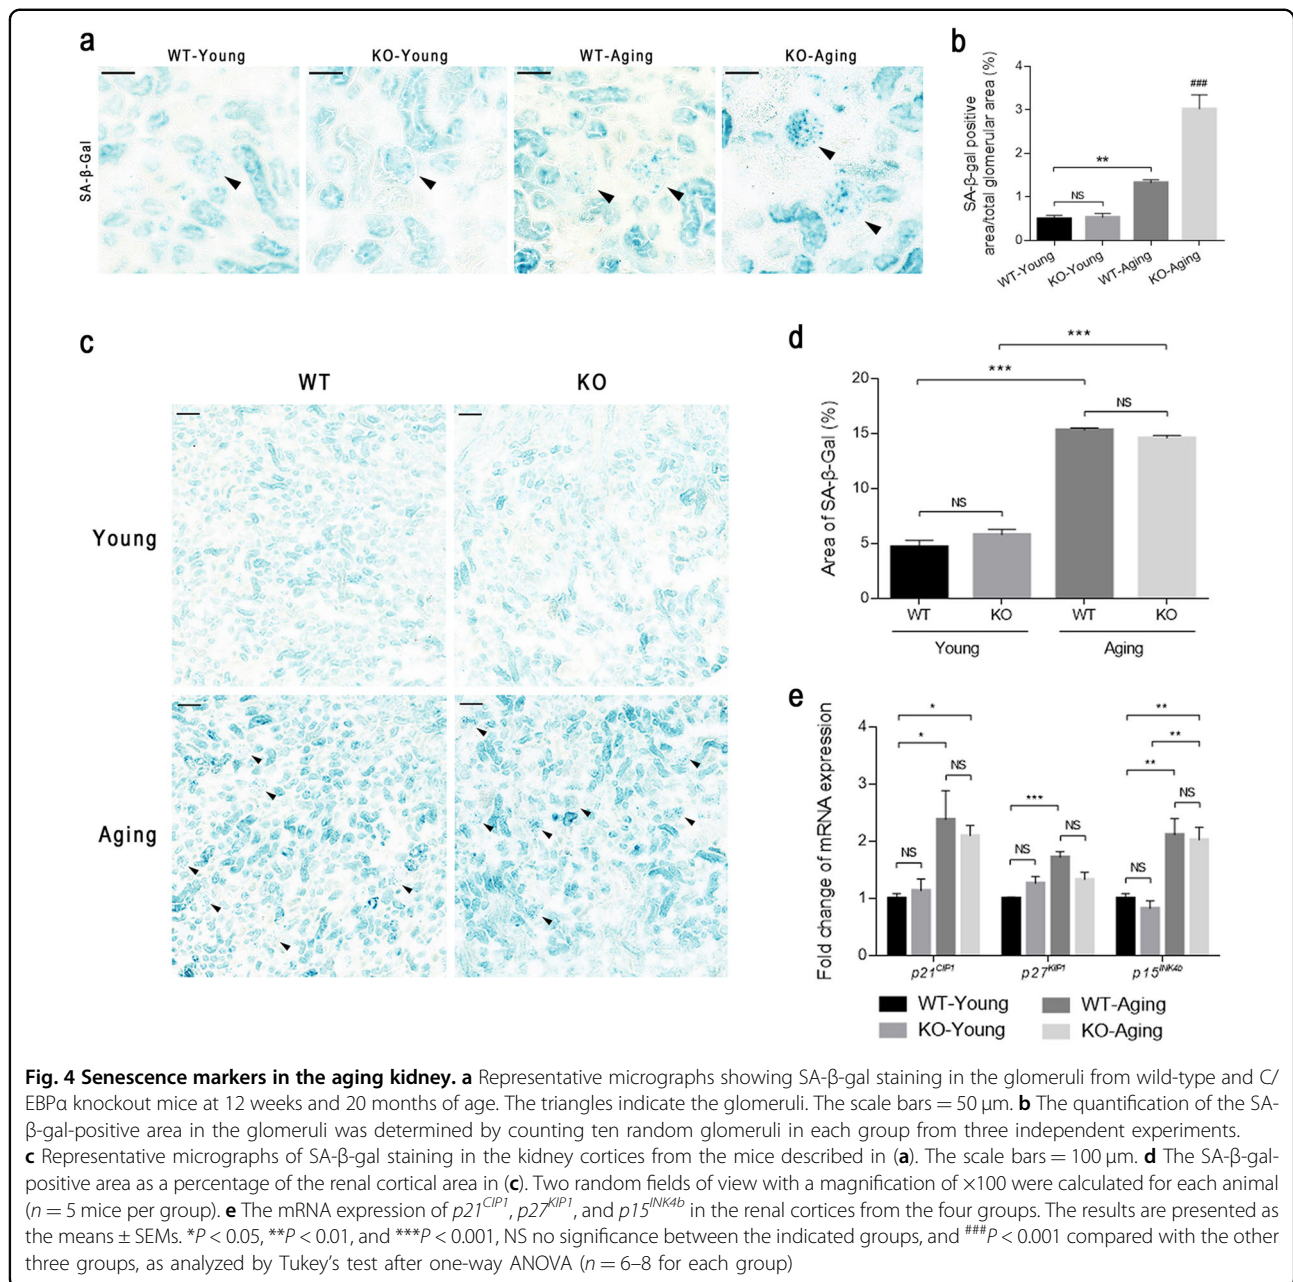 a
WT-Young
KO-Young
WT-Aging
KO-Aging
SA-β-Gal
b
SA-β-gal positive
area/total glomerular area (%)
4
3
2
1
0
NS
**
###
WT-Young
KO-Young
WT-Aging
KO-Aging
c
WT
KO
Young
Aging
d
Area of SA-β-Gal (%)
20
15
10
5
0
***
***
NS
NS
WT
KO
WT
KO
Young
Aging
e
Fold change of mRNA expression
4
3
2
1
0
*
*
NS
NS
***
NS
NS
**
**
**
NS
NS
p21^CIP1
p27^KIP1
p15^INK4b
WT-Young
WT-Aging
KO-Young
KO-Aging
Fig. 4 Senescence markers in the aging kidney. a Representative micrographs showing SA-β-gal staining in the glomeruli from wild-type and C/
EBPα knockout mice at 12 weeks and 20 months of age. The triangles indicate the glomeruli. The scale bars = 50 μm. b The quantification of the SA-
β-gal-positive area in the glomeruli was determined by counting ten random glomeruli in each group from three independent experiments.
c Representative micrographs of SA-β-gal staining in the kidney cortices from the mice described in (a). The scale bars = 100 μm. d The SA-β-gal-
positive area as a percentage of the renal cortical area in (c). Two random fields of view with a magnification of ×100 were calculated for each animal
(n = 5 mice per group). e The mRNA expression of p21^CIP1, p27^KIP1, and p15^INK4b in the renal cortices from the four groups. The results are presented as
the means ± SEMs. *P < 0.05, **P < 0.01, and ***P < 0.001, NS no significance between the indicated groups, and ###P < 0.001 compared with the other
three groups, as analyzed by Tukey's test after one-way ANOVA (n = 6–8 for each group)